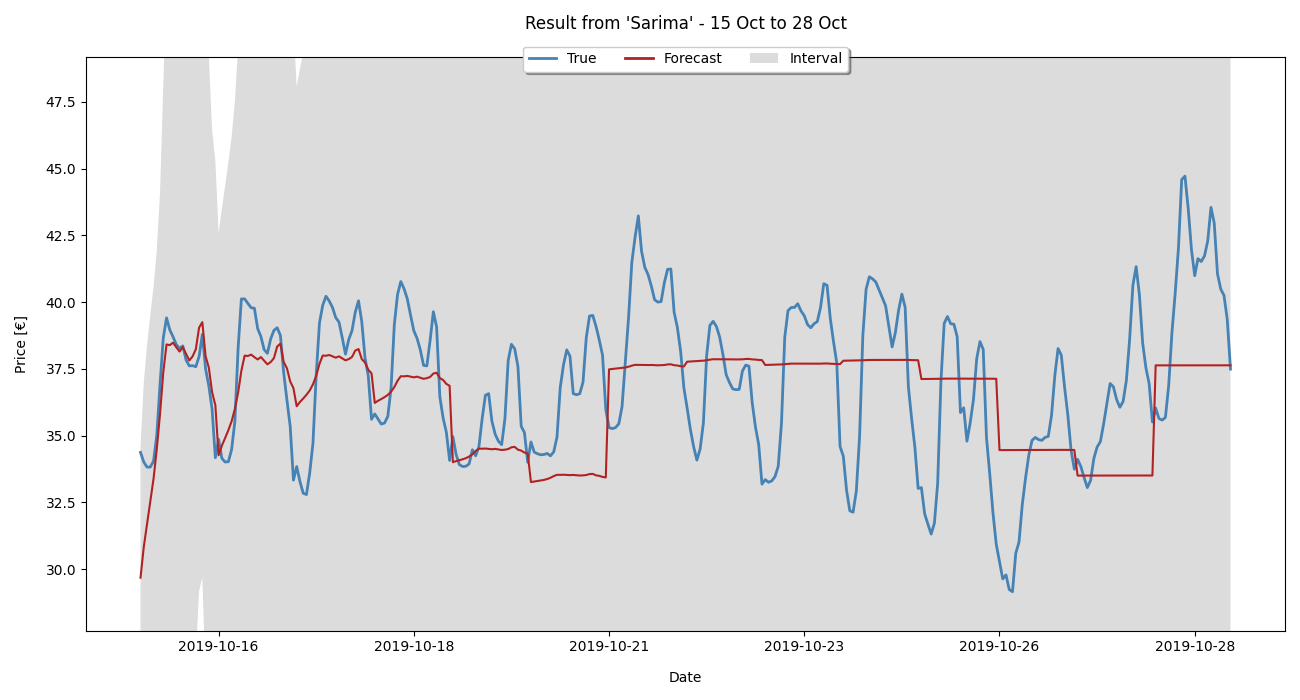 Result from 'Sarima' - 15 Oct to 28 Oct
True Forecast Interval
47.5
45.0
42.5
40.0
37.5
35.0
32.5
30.0
Price [€]
2019-10-16 2019-10-18 2019-10-21 2019-10-23 2019-10-26 2019-10-28
Date